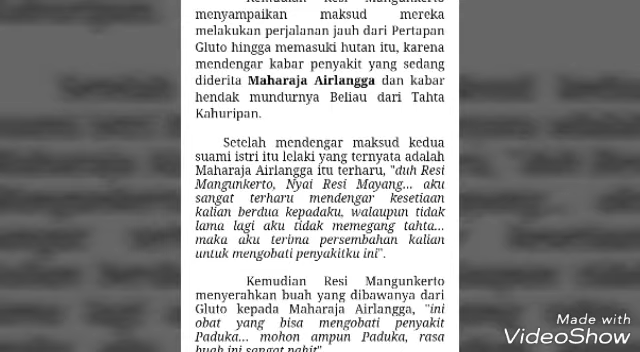 Kemudian Resi Mangunkerto
menyampaikan maksud mereka
melakukan perjalanan jauh dari Pertapan
Gluto hingga memasuki hutan itu, karena
mendengar kabar penyakit yang sedang
diderita Maharaja Airlangga dan kabar
hendak mundurnya Beliau dari Tahta
Kahuripan.
Setelah mendengar maksud kedua
suami istri itu lelaki yang ternyata adalah
Maharaja Airlangga itu terharu, "duh Resi
Mangunkerto, Nyai Resi Mayang... aku
sangat terharu mendengar kesetiaan
kalian berdua kepadaku, walaupun tidak
lama lagi aku tidak memegang tahta...
maka aku terima persembahan kalian
untuk mengobati penyakitku ini".
Kemudian Resi Mangunkerto
menyerahkan buah yang dibawanya dari
Gluto kepada Maharaja Airlangga, "ini
obat yang bisa mengobati penyakit
Paduka... mohon ampun Paduka, rasa
buah ini sangat pahit"
Made with
VideoShow